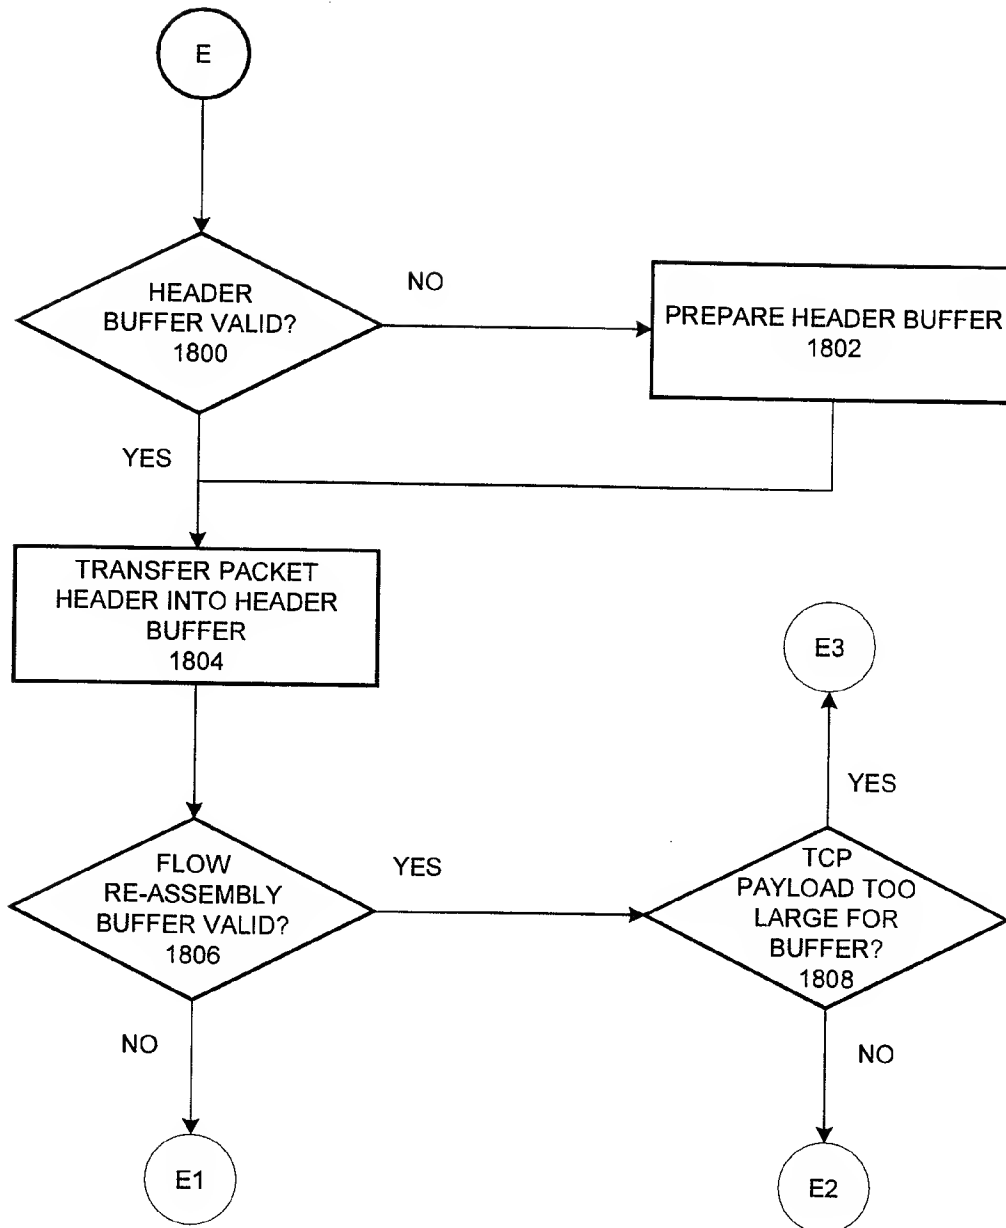 E
HEADER
BUFFER VALID?
1800
NO
PREPARE HEADER BUFFER
1802
YES
TRANSFER PACKET
HEADER INTO HEADER
BUFFER
1804
E3
YES
FLOW
RE-ASSEMBLY
BUFFER VALID?
1806
YES
TCP
PAYLOAD TOO
LARGE FOR
BUFFER?
1808
NO
NO
E1
E2